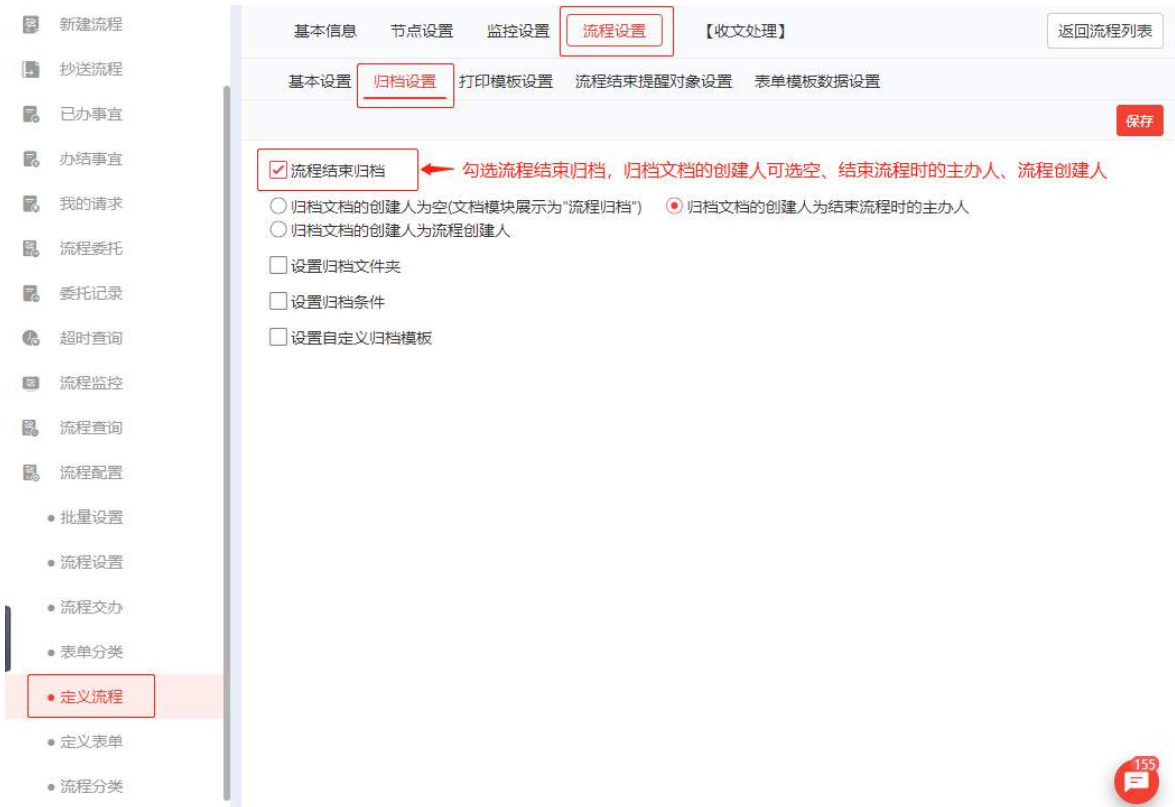 新建流程
抄送流程
已办事宜
办结事宜
我的请求
流程委托
委托记录
超时查询
流程监控
流程查询
流程配置
批量设置
流程设置
流程交办
表单分类
定义流程
定义表单
流程分类
基本信息 节点设置 监控设置 流程设置 【收文处理】 返回流程列表
基本设置 归档设置 打印模板设置 流程结束提醒对象设置 表单模板数据设置
保存
流程结束归档 勾选流程结束归档，归档文档的创建人可选空、结束流程时的主办人、流程创建人
归档文档的创建人为空(文档模块展示为"流程归档") 归档文档的创建人为结束流程时的主办人
归档文档的创建人为流程创建人
设置归档文件夹
设置归档条件
设置自定义归档模板
155